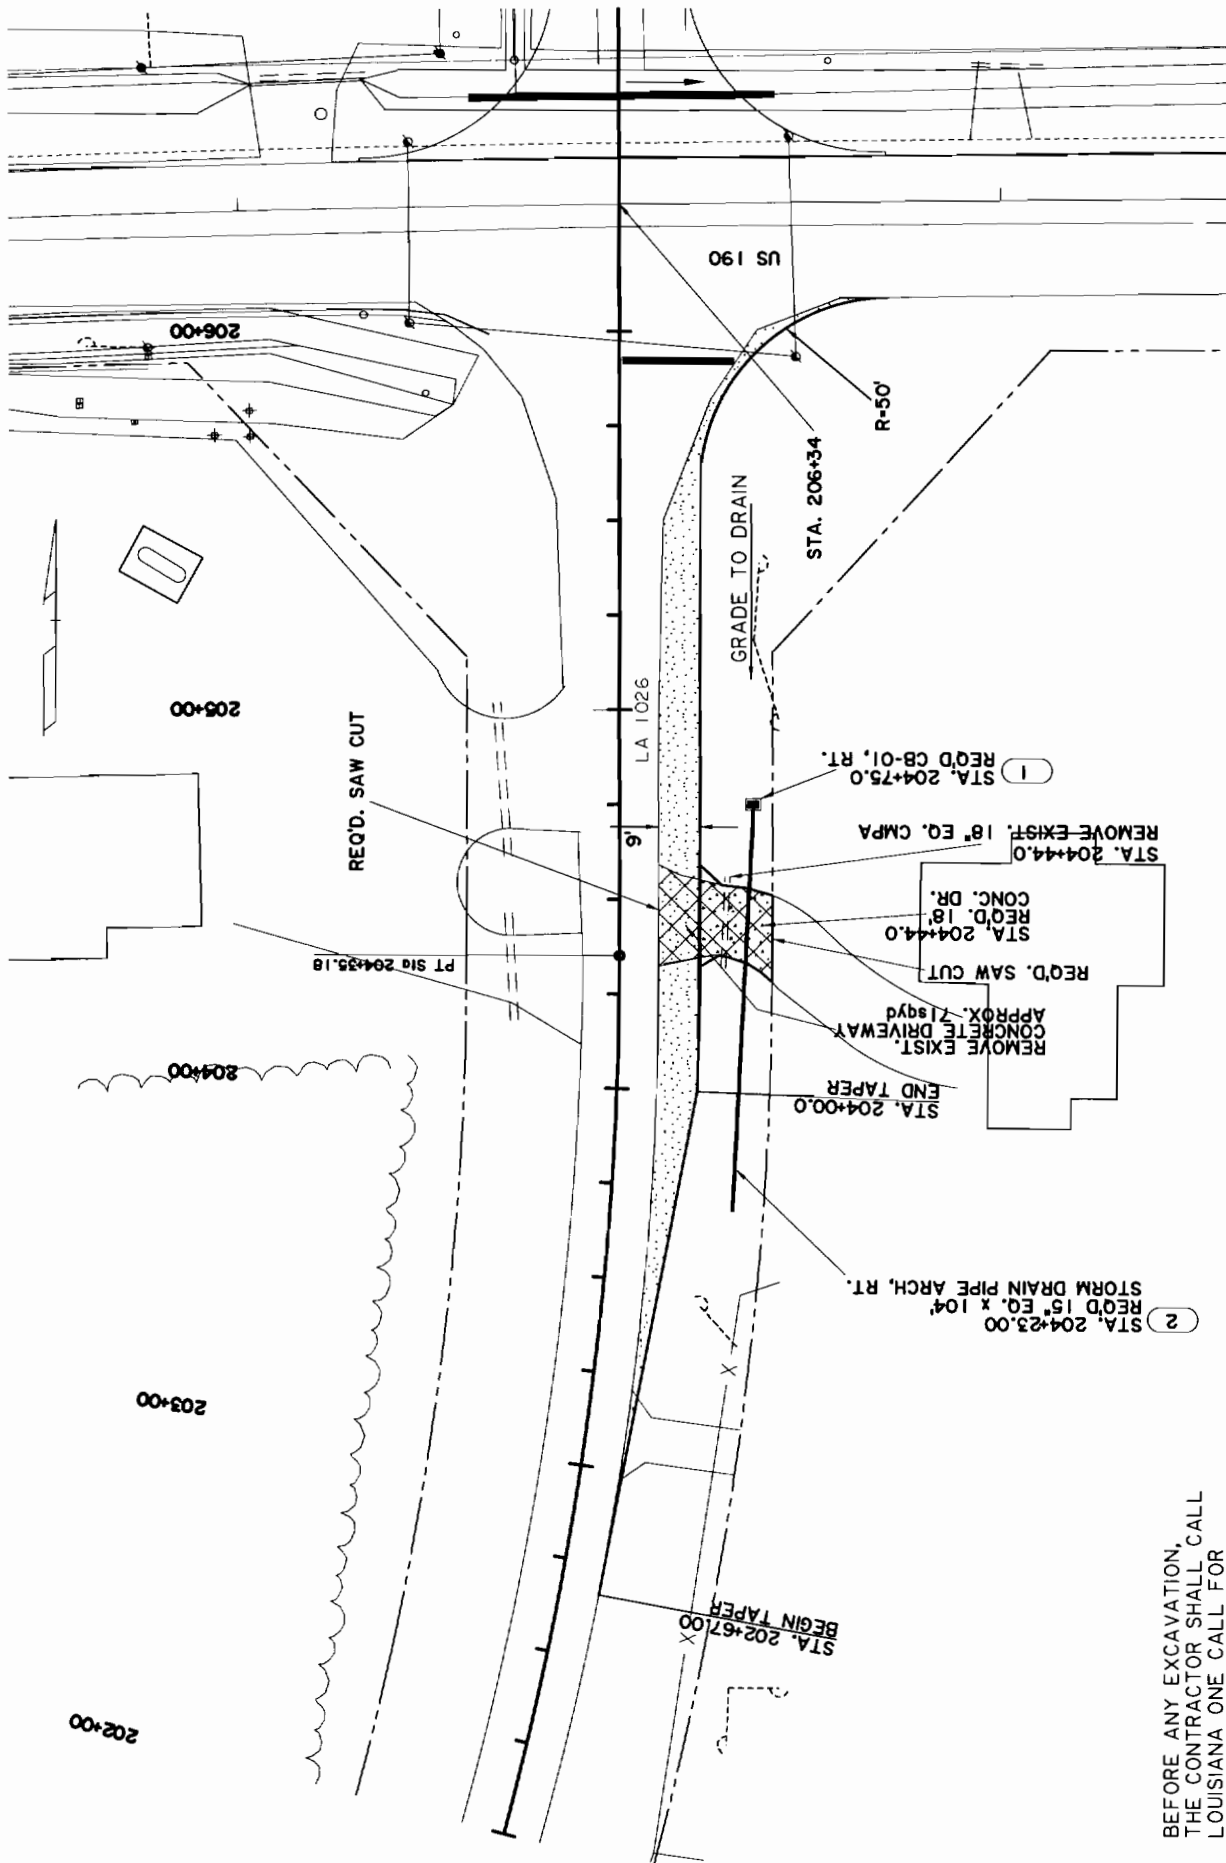 US 190
206+00
R=50'
STA. 206+34
GRADE TO DRAIN
205+00
LA 1026
REQ'D. SAW CUT
9'
1
STA. 204+75.0
REQ'D CB-01, RT.
STA. 204+44.0
REMOVE EXIST. 18" EQ. CMPA
STA. 204+44.0
REQ'D. 18'
CONC. DR.
REQ'D. SAW CUT
PT Sta 204+35.18
REMOVE EXIST.
CONCRETE DRIVEWAY
APPROX. 71sqyd
204+00
STA. 204+00.0
END TAPER
2
STA. 204+23.00
REQ'D 15" EQ. x 104'
STORM DRAIN PIPE ARCH, RT.
X
203+00
STA. 202+67.00
BEGIN TAPER
X
202+00
BEFORE ANY EXCAVATION,
THE CONTRACTOR SHALL CALL
LOUISIANA ONE CALL FOR